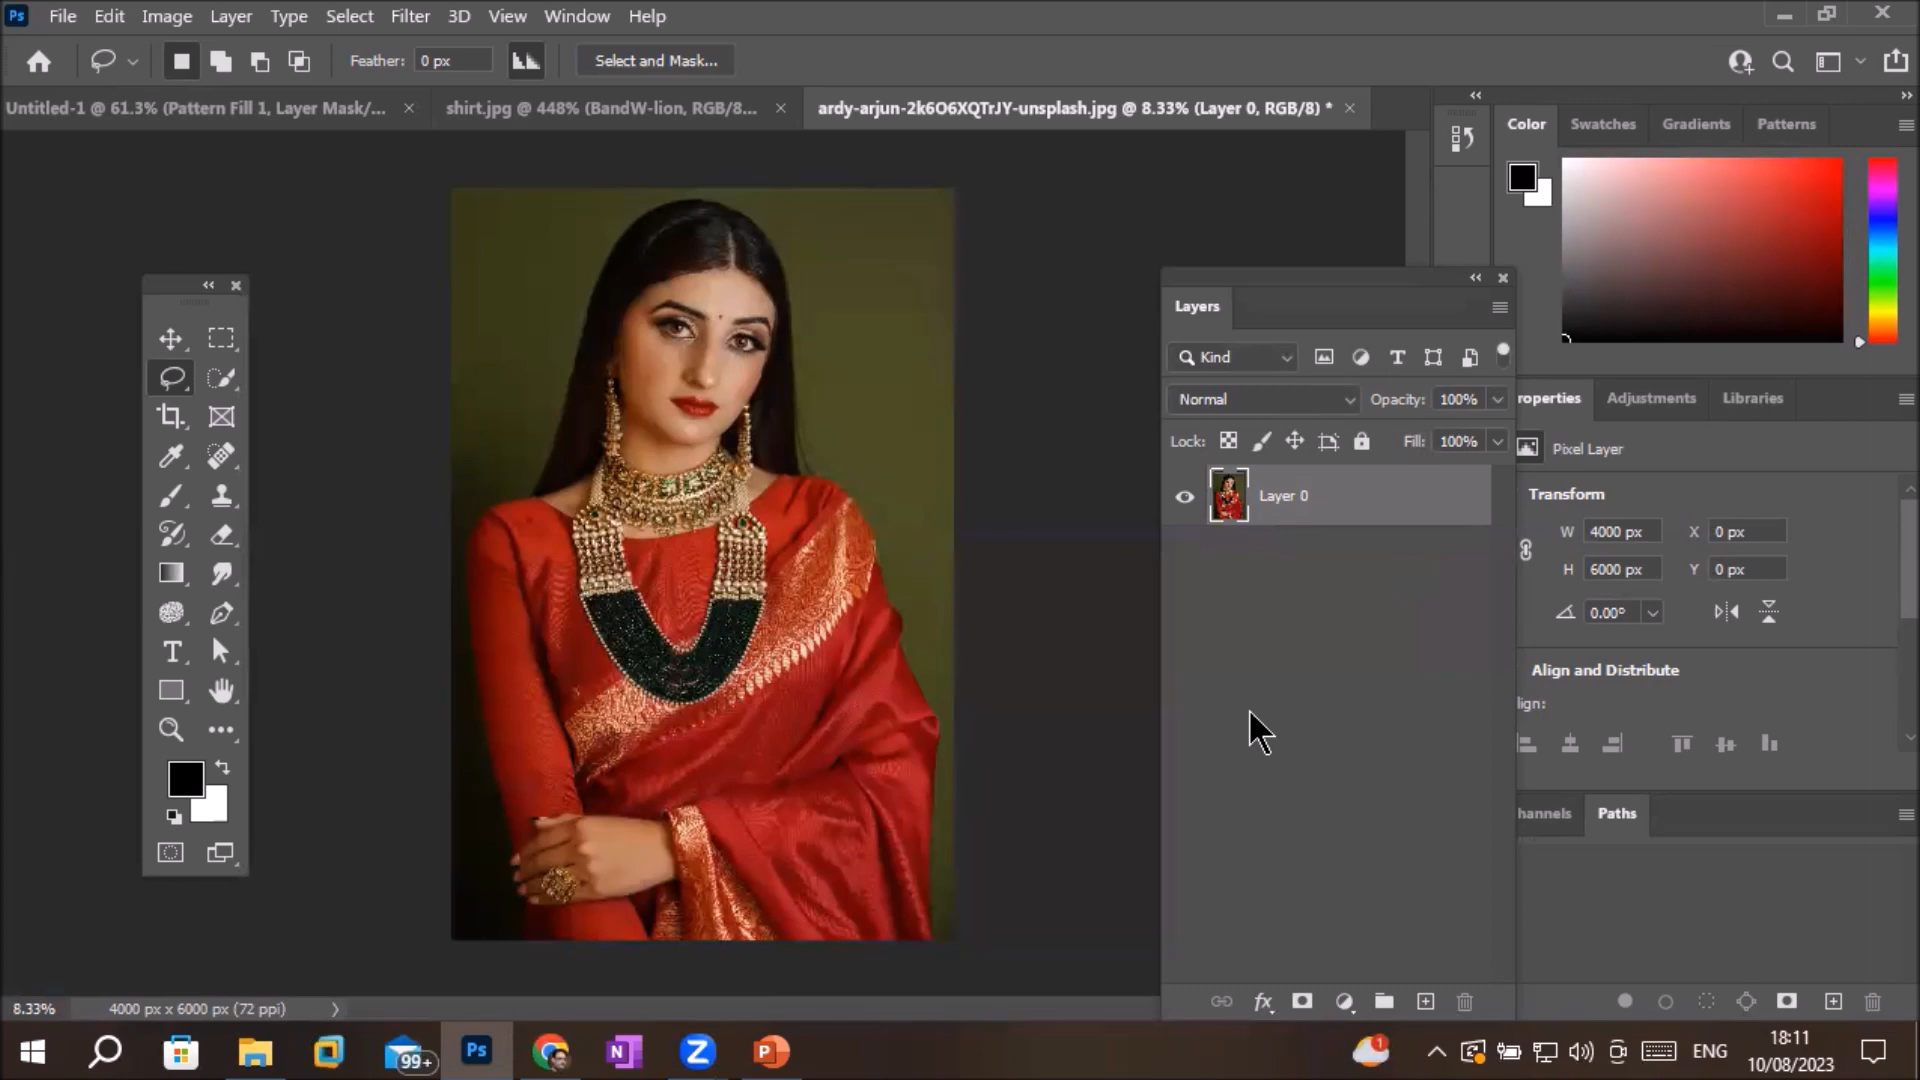 Ps File Edit Image Layer Type Select Filter 3D View Window Help
Feather: 0 px Select and Mask...
Untitled-1 @ 61.3% (Pattern Fill 1, Layer Mask/... × shirt.jpg @ 448% (BandW-lion, RGB/8... × ardy-arjun-2k6O6XQTrJY-unsplash.jpg @ 8.33% (Layer 0, RGB/8) * ×
Color Swatches Gradients Patterns
Layers
Kind
Normal Opacity: 100%
Lock: Fill: 100%
Layer 0
roperties Adjustments Libraries
Pixel Layer
Transform
W 4000 px X 0 px
H 6000 px Y 0 px
0.00°
Align and Distribute
lign:
hannels Paths
fx
8.33% 4000 px x 6000 px (72 ppi)
99+ Ps N Z P 1 ENG
18:11
10/08/2023